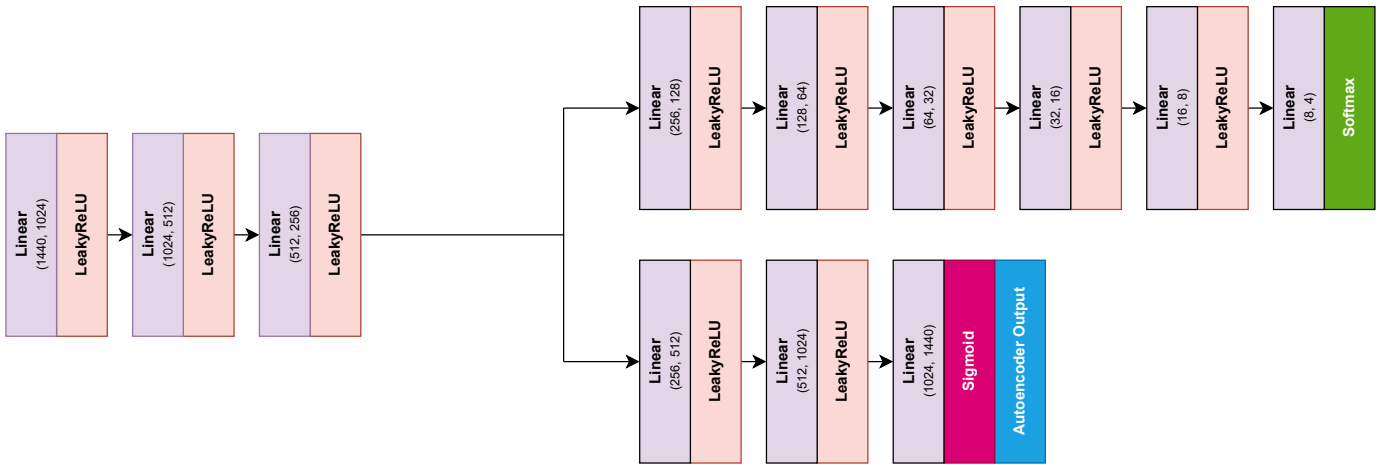 Linear
(1440, 1024)
LeakyReLU
Linear
(1024, 512)
LeakyReLU
Linear
(512, 256)
LeakyReLU
Linear
(256, 128)
LeakyReLU
Linear
(128, 64)
LeakyReLU
Linear
(64, 32)
LeakyReLU
Linear
(32, 16)
LeakyReLU
Linear
(16, 8)
LeakyReLU
Linear
(8, 4)
Softmax
Linear
(256, 512)
LeakyReLU
Linear
(512, 1024)
LeakyReLU
Linear
(1024, 1440)
Sigmoid
Autoencoder Output